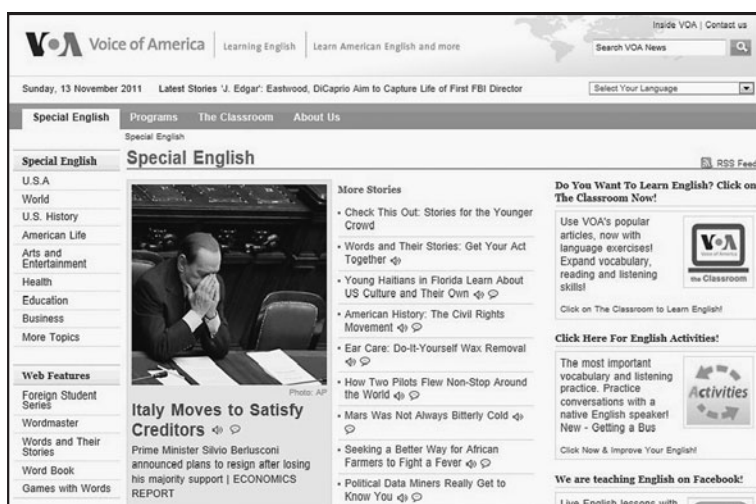 Inside VOA | Contact us
VOA Voice of America | Learning English | Learn American English and more
Search VOA News
Sunday, 13 November 2011 Latest Stories 'J. Edgar': Eastwood, DiCaprio Aim to Capture Life of First FBI Director
Select Your Language
Special English Programs The Classroom About Us
Special English
Special English
U.S.A
World
U.S. History
American Life
Arts and
Entertainment
Health
Education
Business
More Topics
Web Features
Foreign Student
Series
Wordmaster
Words and Their
Stories
Word Book
Games with Words
Special English
RSS Feed
Photo: AP
Italy Moves to Satisfy
Creditors
Prime Minister Silvio Berlusconi
announced plans to resign after losing
his majority support | ECONOMICS
REPORT
More Stories
• Check This Out: Stories for the Younger
Crowd
• Words and Their Stories: Get Your Act
Together
• Young Haitians in Florida Learn About
US Culture and Their Own
• American History: The Civil Rights
Movement
• Ear Care: Do-It-Yourself Wax Removal
• How Two Pilots Flew Non-Stop Around
the World
• Mars Was Not Always Bitterly Cold
• Seeking a Better Way for African
Farmers to Fight a Fever
• Political Data Miners Really Get to
Know You
Do You Want To Learn English? Click on
The Classroom Now!
Use VOA's popular
articles, now with
language exercises!
Expand vocabulary,
reading and listening
skills!
VOA
Voice of America
the Classroom
Click on The Classroom to Learn English!
Click Here For English Activities!
The most important
vocabulary and listening
practice. Practice
conversations with a
native English speaker!
New - Getting a Bus
Activities
Click Now & Improve Your English!
We are teaching English on Facebook!
Live English lessons with